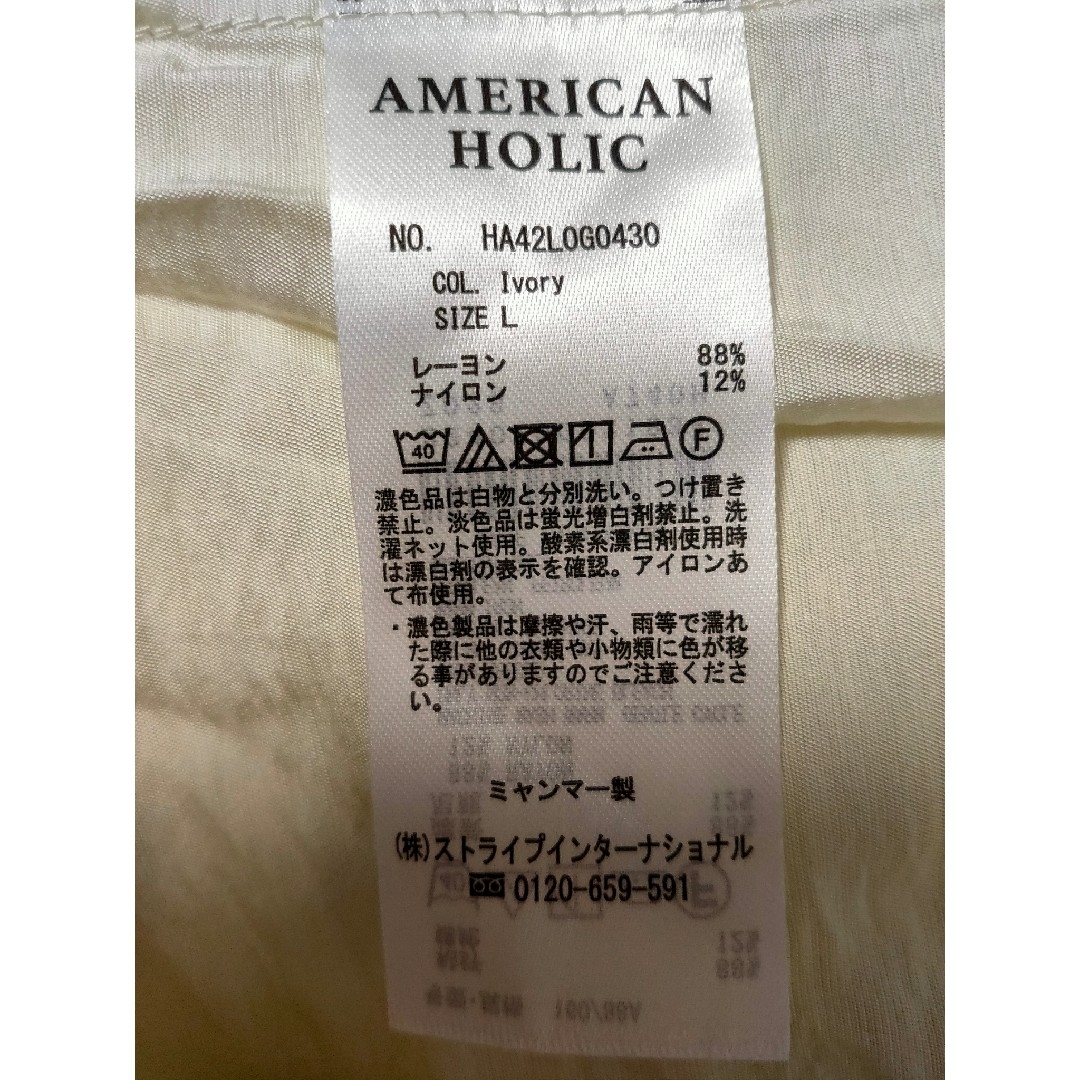 AMERICAN
HOLIC
NO. HA42L0G0430
COL. Ivory
SIZE L
レーヨン 88%
ナイロン 12%
40 F
濃色品は白物と分別洗い。つけ置き
禁止。淡色品は蛍光増白剤禁止。洗
濯ネット使用。酸素系漂白剤使用時
は漂白剤の表示を確認。アイロンあ
て布使用。
・濃色製品は摩擦や汗、雨等で濡れ
た際に他の衣類や小物類に色が移
る事がありますのでご注意くださ
い。
ミャンマー製
(株)ストライプインターナショナル
0120-659-591